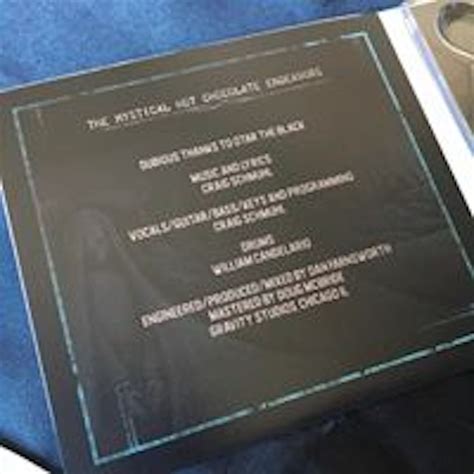 THE MYSTICAL HOT CHOCOLATE ENDEAVORS
DUBIOUS THANKS TO STAR THE BLACK
MUSIC AND LYRICS
CRAIG SCHMUHL
VOCALS/GUITAR/BASS/KEYS AND PROGRAMMING
CRAIG SCHMUHL
DRUMS
WILLIAM CANDELARIO
ENGINEERED/PRODUCED/MIXED BY DAN FARNSWORTH
MASTERED BY DOUG MCBRIDE
GRAVITY STUDIOS, CHICAGO IL